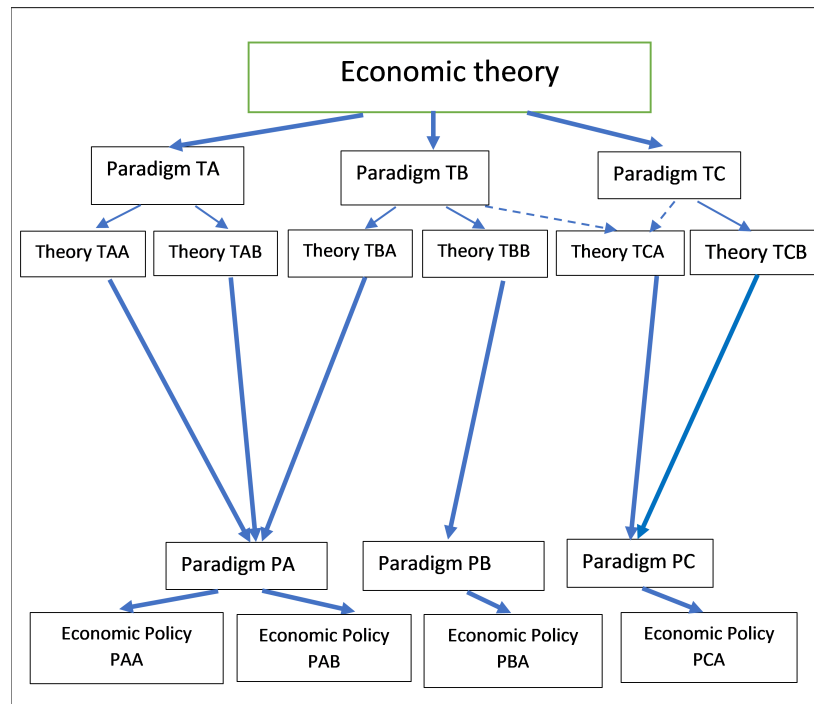 Economic theory
Paradigm TA
Paradigm TB
Paradigm TC
Theory TAA
Theory TAB
Theory TBA
Theory TBB
Theory TCA
Theory TCB
Paradigm PA
Paradigm PB
Paradigm PC
Economic Policy
PAA
Economic Policy
PAB
Economic Policy
PBA
Economic Policy
PCA